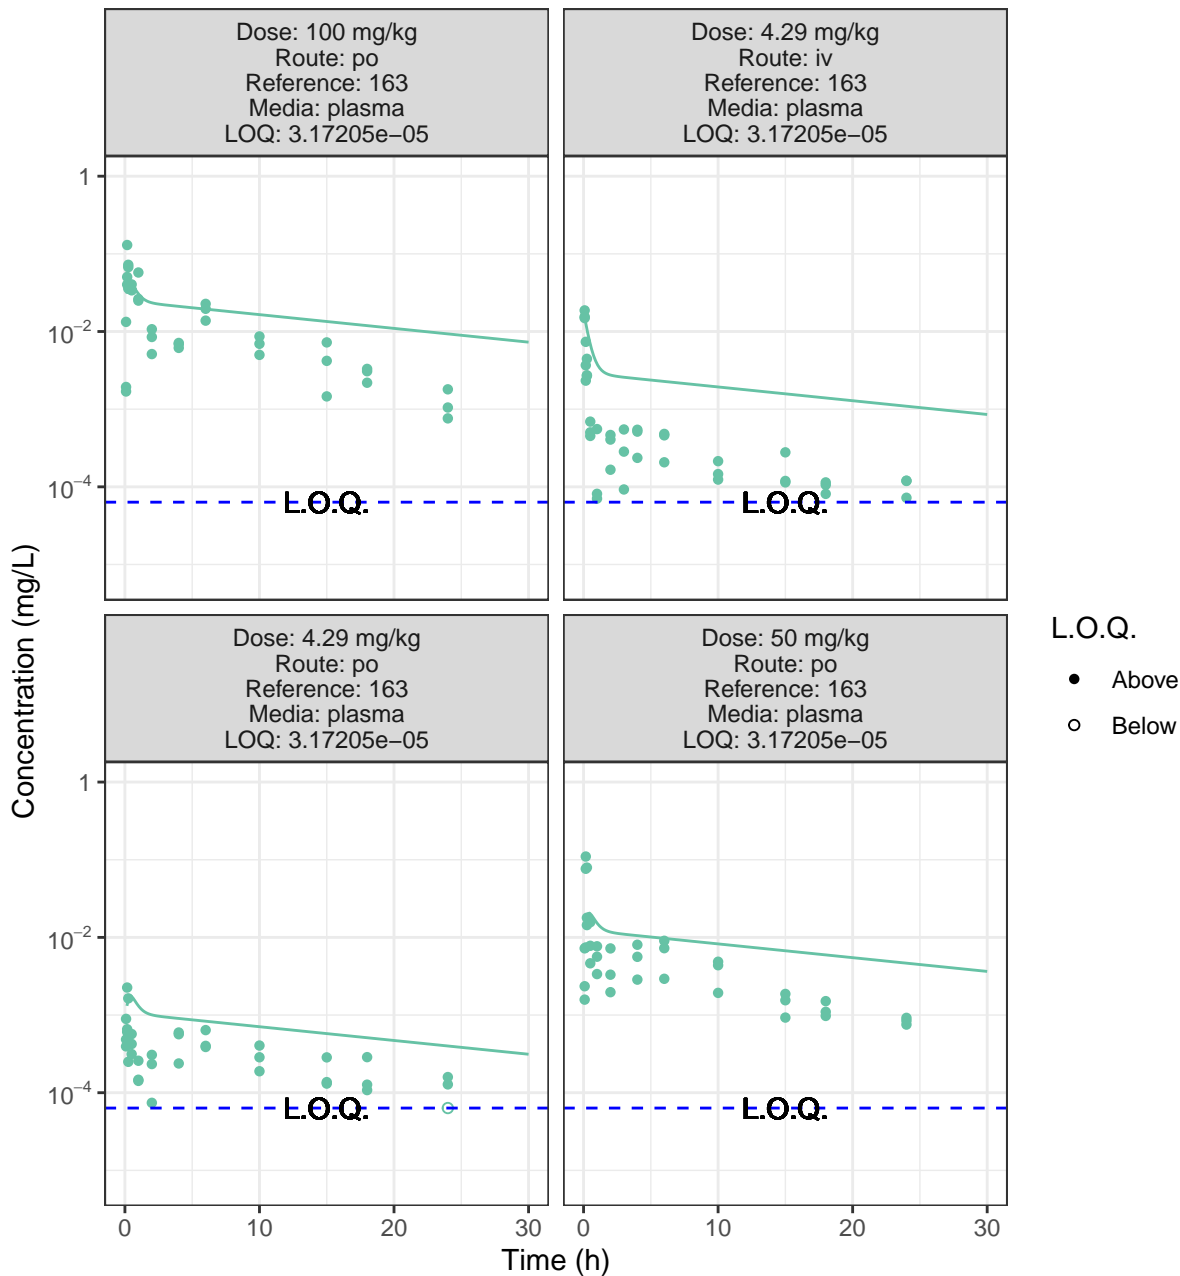 Dose: 100 mg/kg
Route: po
Reference: 163
Media: plasma
LOQ: 3.17205e−05
Dose: 4.29 mg/kg
Route: iv
Reference: 163
Media: plasma
LOQ: 3.17205e−05
1
10⁻²
10⁻⁴
L.O.Q.
L.O.Q.
Dose: 4.29 mg/kg
Route: po
Reference: 163
Media: plasma
LOQ: 3.17205e−05
Dose: 50 mg/kg
Route: po
Reference: 163
Media: plasma
LOQ: 3.17205e−05
1
10⁻²
10⁻⁴
L.O.Q.
L.O.Q.
0 10 20 30
0 10 20 30
Time (h)
Concentration (mg/L)
L.O.Q.
Above
Below